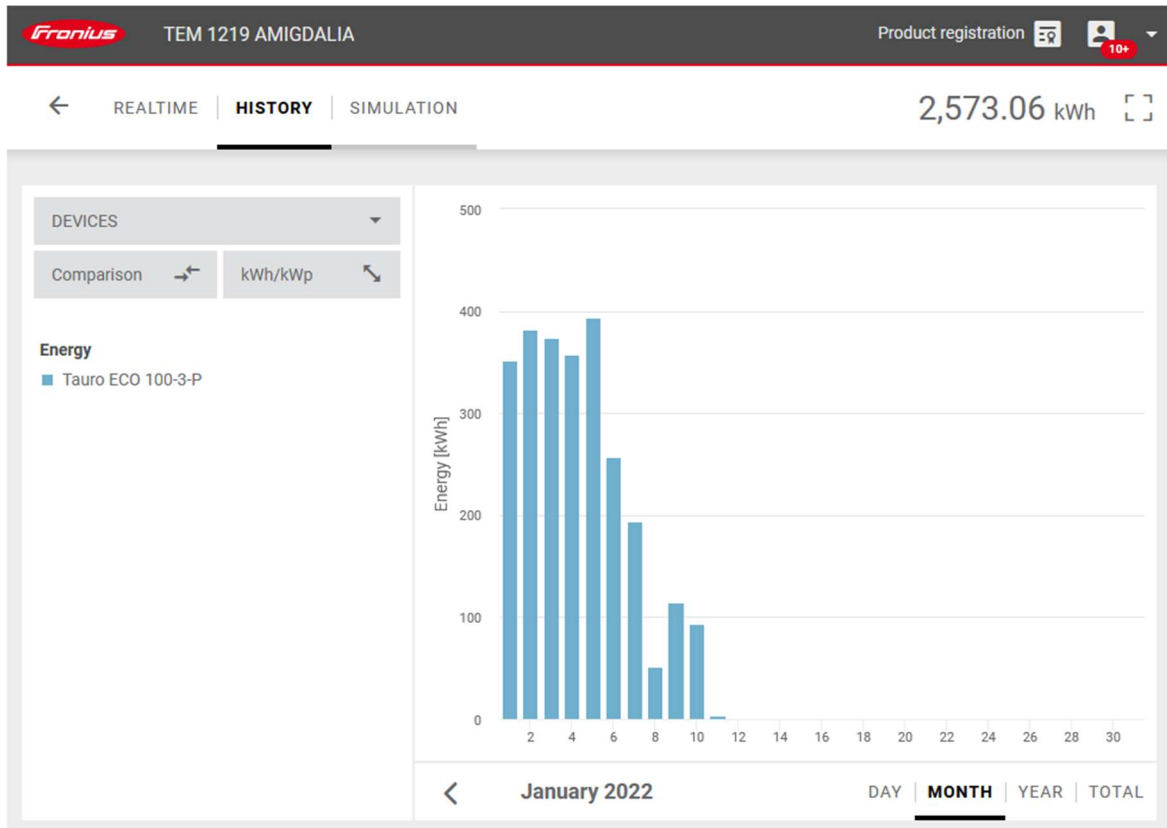 Fronius TEM 1219 AMIGDALIA Product registration 10+
REALTIME HISTORY SIMULATION 2,573.06 kWh
DEVICES
Comparison kWh/kWp
Energy
Tauro ECO 100-3-P
Energy [kWh]
500
400
300
200
100
0
2 4 6 8 10 12 14 16 18 20 22 24 26 28 30
January 2022 DAY MONTH YEAR TOTAL